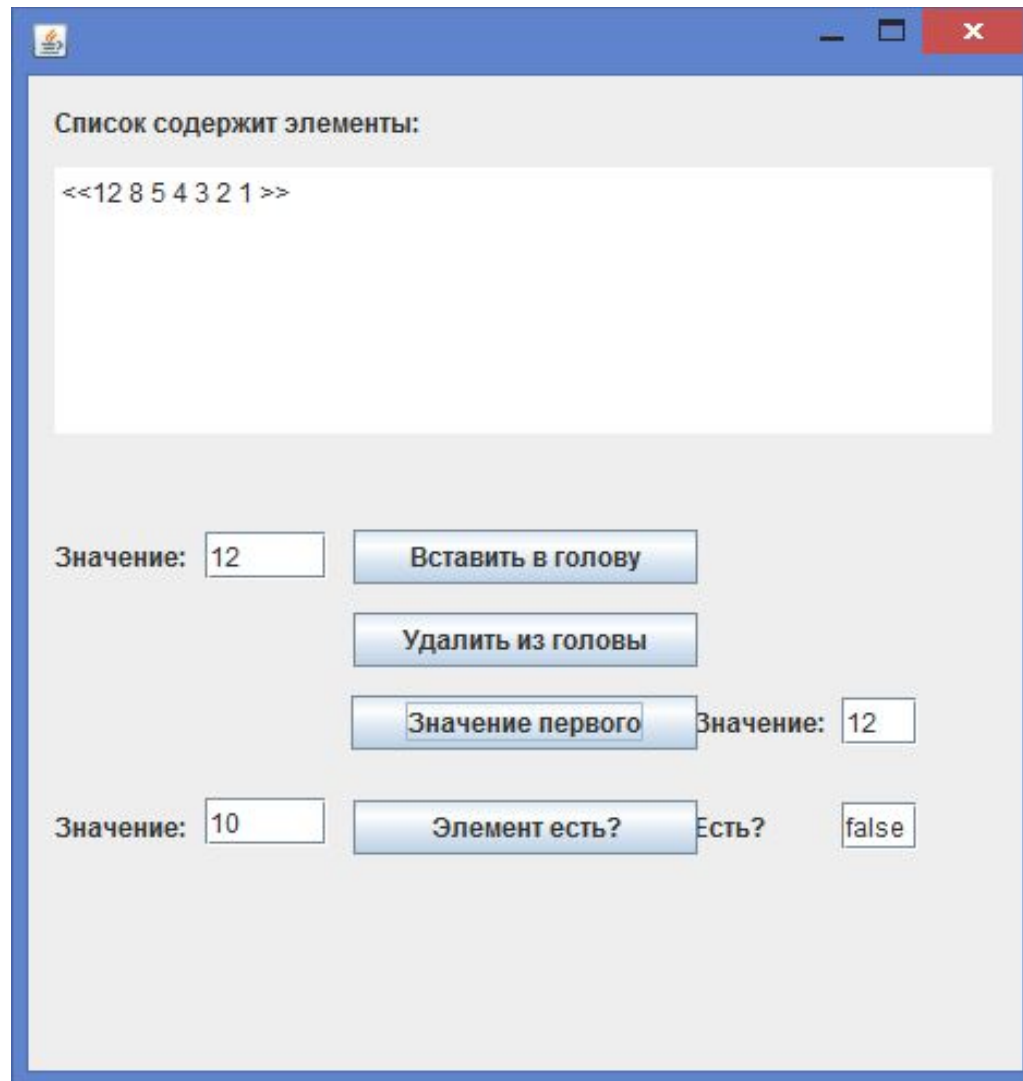 Список содержит элементы:
<<12 8 5 4 3 2 1 >>
Значение: 12 Вставить в голову
Удалить из головы
Значение первого Значение: 12
Значение: 10 Элемент есть? Есть? false